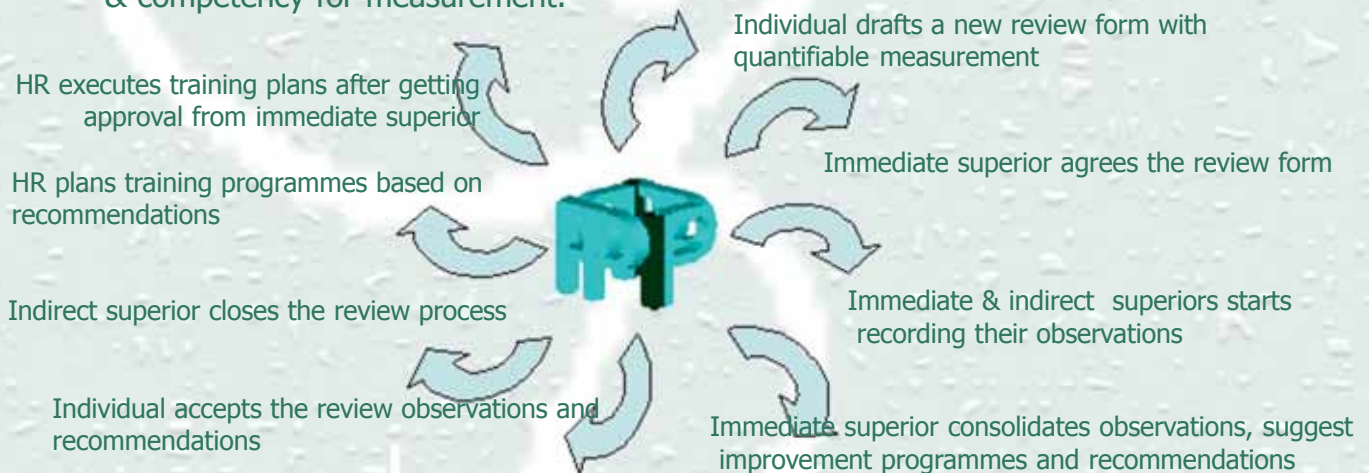 & competency for measurement.
Individual drafts a new review form with
quantifiable measurement
Immediate superior agrees the review form
Immediate & indirect  superiors starts
recording their observations
Immediate superior consolidates observations, suggest
improvement programmes and recommendations
Individual accepts the review observations and
recommendations
Indirect superior closes the review process
HR plans training programmes based on
recommendations
HR executes training plans after getting
approval from immediate superior